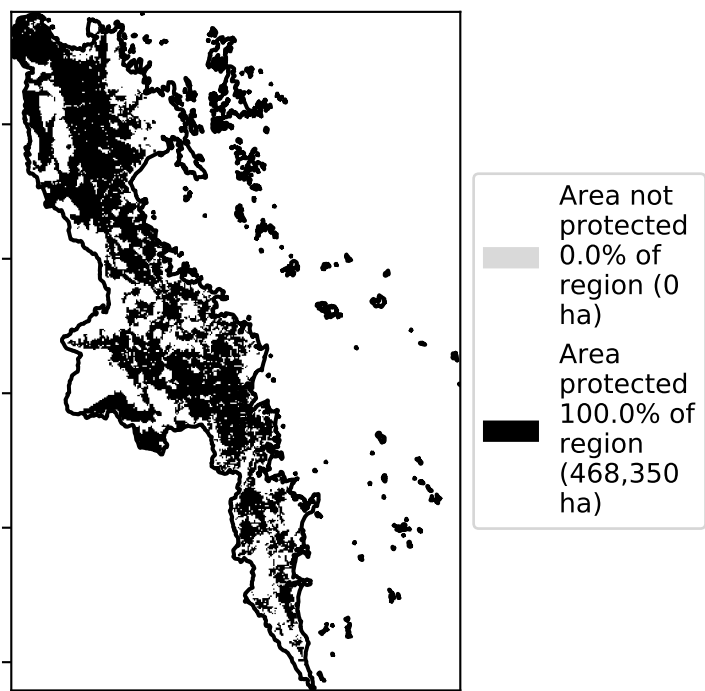 Area not
protected
0.0% of
region (0
ha)
Area
protected
100.0% of
region
(468,350
ha)